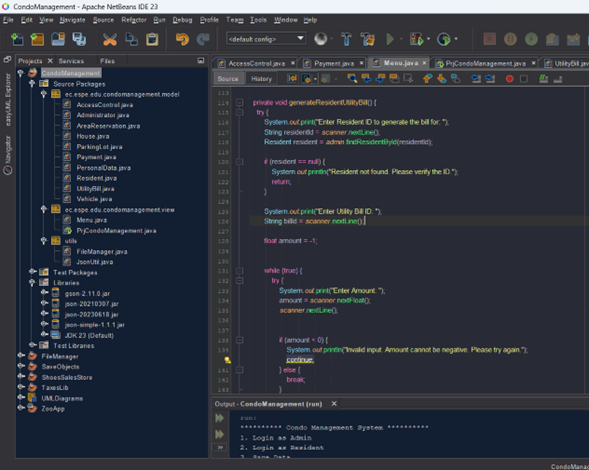 CondoManagement - Apache NetBeans IDE 23
File Edit View Navigate Source Refactor Run Debug Profile Team Tools Window Help
<default config>
Projects × Services Files
AccessControl.java × Payment.java × Menu.java × PrjCondoManagement.java × UtilityBill.jav
Source History
easyUML Explorer
Navigator
CondoManagement
Source Packages
ec.espe.edu.condomanagement.model
AccessControl.java
Administrator.java
AreaReservation.java
House.java
ParkingLot.java
Payment.java
PersonalData.java
Resident.java
UtilityBill.java
Vehicle.java
ec.espe.edu.condomanagement.view
Menu.java
PrjCondoManagement.java
utils
FileManager.java
JsonUtil.java
Test Packages
Libraries
gson-2.11.0.jar
json-20210307.jar
json-20230618.jar
json-simple-1.1.1.jar
JDK 23 (Default)
Test Libraries
FileManager
SaveObjects
ShoesSalesStore
TaxesLib
UMLDiagrams
ZooApp
113
114 private void generateResidentUtilityBill() {
115 try {
116 System.out.print("Enter Resident ID to generate the bill for: ");
117 String residentId = scanner.nextLine();
118 Resident resident = admin.findResidentById(residentId);
119
120 if (resident == null) {
121 System.out.println("Resident not found. Please verify the ID.");
122 return;
123 }
124
125 System.out.print("Enter Utility Bill ID: ");
126 String billId = scanner.nextLine();
127
128 float amount = -1;
129
130
131 while (true) {
132 try {
133 System.out.print("Enter Amount: ");
134 amount = scanner.nextFloat();
135 scanner.nextLine();
136
137
138 if (amount < 0) {
139 System.out.println("Invalid input. Amount cannot be negative. Please try again.");
continue;
141 } else {
142 break;
143 }
Output - CondoManagement (run) ×
run:
********** Condo Management System **********
1. Login as Admin
2. Login as Resident
3. Save Data
CondoManag